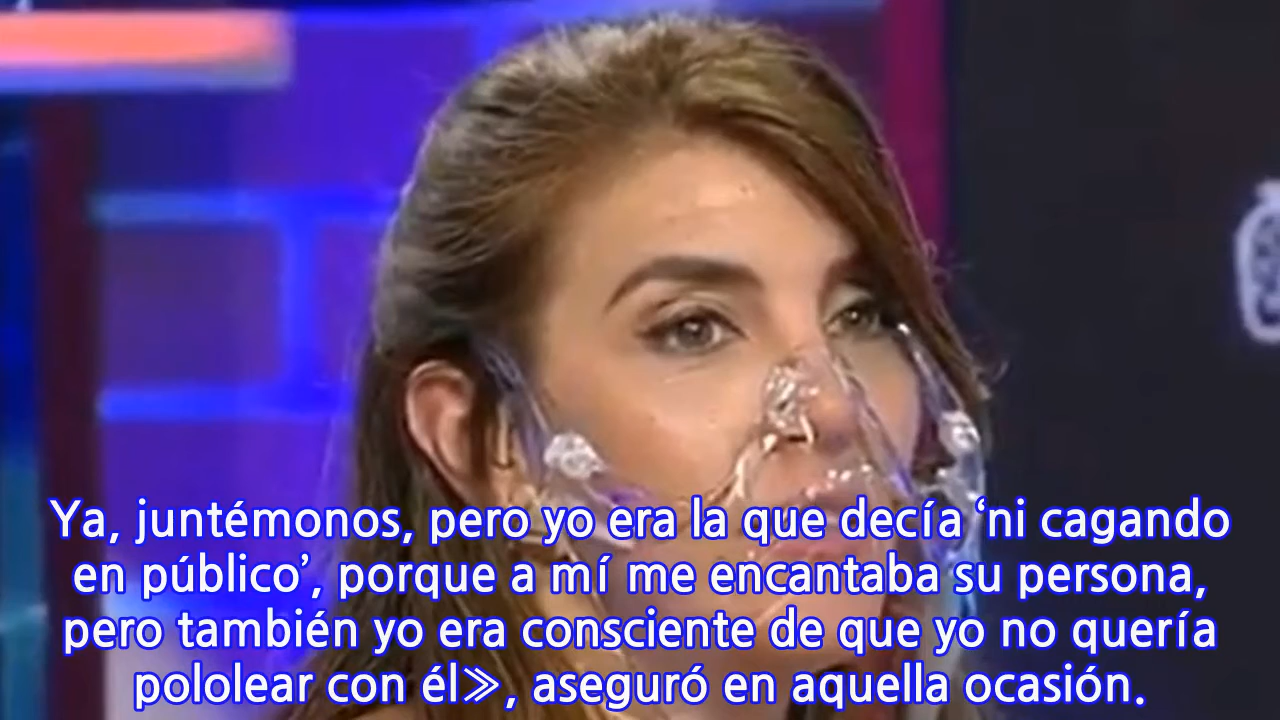 Ya, juntémonos, pero yo era la que decía ‘ni cagando
en público’, porque a mí me encantaba su persona,
pero también yo era consciente de que yo no quería
pololear con él≫, aseguró en aquella ocasión.